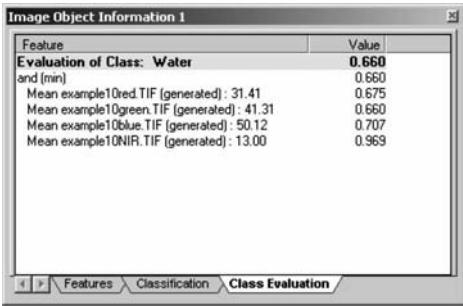 Image Object Information 1
Feature Value
Evaluation of Class: Water 0.660
and (min) 0.660
Mean example10red.TIF (generated) : 31.41 0.675
Mean example10green.TIF (generated) : 41.31 0.660
Mean example10blue.TIF (generated) : 50.12 0.707
Mean example10NIR.TIF (generated) : 13.00 0.969
Features Classification Class Evaluation